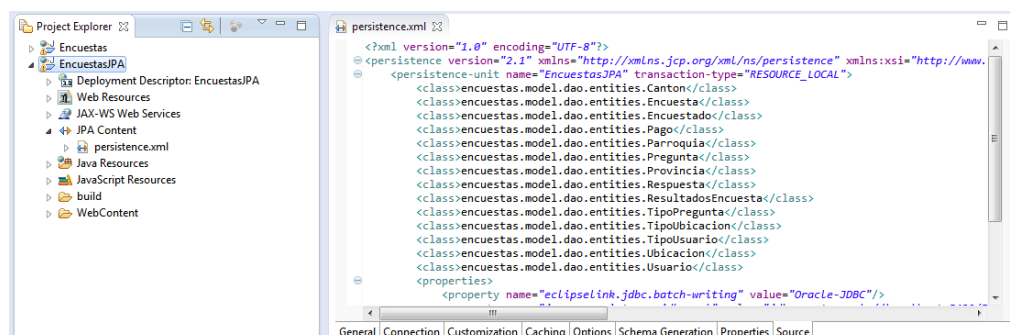 Project Explorer
Encuestas
EncuestasJPA
Deployment Descriptor: EncuestasJPA
Web Resources
JAX-WS Web Services
JPA Content
persistence.xml
Java Resources
JavaScript Resources
build
WebContent
persistence.xml
<?xml version="1.0" encoding="UTF-8"?>
<persistence version="2.1" xmlns="http://xmlns.jcp.org/xml/ns/persistence" xmlns:xsi="http://www.
<persistence-unit name="EncuestasJPA" transaction-type="RESOURCE_LOCAL">
<class>encuestas.model.dao.entities.Canton</class>
<class>encuestas.model.dao.entities.Encuesta</class>
<class>encuestas.model.dao.entities.Encuestado</class>
<class>encuestas.model.dao.entities.Pago</class>
<class>encuestas.model.dao.entities.Parroquia</class>
<class>encuestas.model.dao.entities.Pregunta</class>
<class>encuestas.model.dao.entities.Provincia</class>
<class>encuestas.model.dao.entities.Respuesta</class>
<class>encuestas.model.dao.entities.ResultadosEncuesta</class>
<class>encuestas.model.dao.entities.TipoPregunta</class>
<class>encuestas.model.dao.entities.TipoUbicacion</class>
<class>encuestas.model.dao.entities.TipoUsuario</class>
<class>encuestas.model.dao.entities.Ubicacion</class>
<class>encuestas.model.dao.entities.Usuario</class>
<properties>
<property name="eclipselink.jdbc.batch-writing" value="Oracle-JDBC"/>
General Connection Customization Caching Options Schema Generation Properties Source